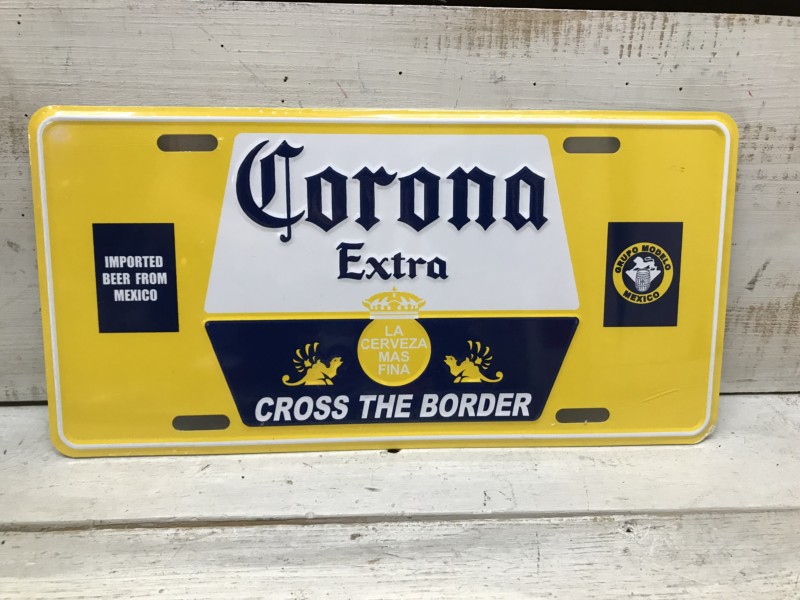 Corona
Extra
IMPORTED
BEER FROM
MEXICO
GRUPO MODELO
MEXICO
LA
CERVEZA
MAS
FINA
CROSS THE BORDER